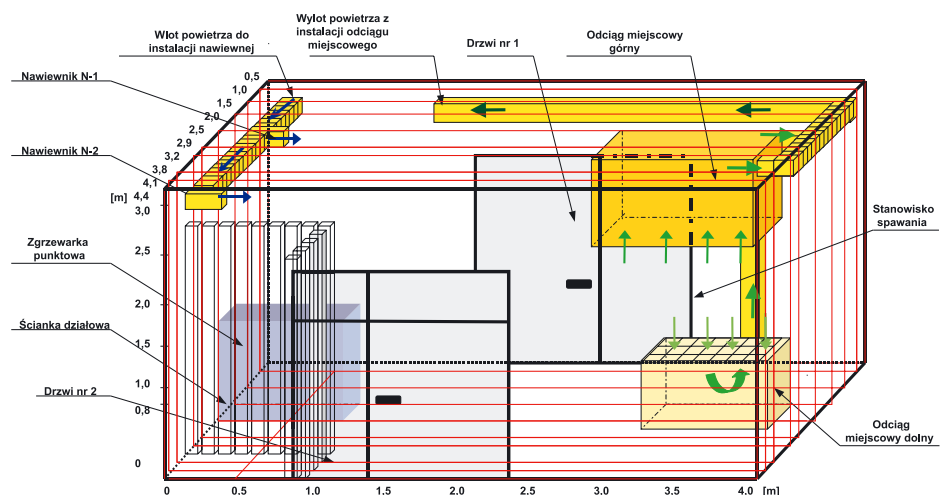 Wlot powietrza do
instalacji nawiewnej
Wylot powietrza z
instalacji odciągu
miejscowego
Drzwi nr 1
Odciąg miejscowy
górny
Nawiewnik N-1
Nawiewnik N-2
0,5
1,0
1,5
2,0
2,5
2,9
3,2
3,8
4,1
[m] 4,4
3,0
2,5
2,0
1,5
1,0
0,8
0
Zgrzewarka
punktowa
Ścianka działowa
Drzwi nr 2
Stanowisko
spawania
Odciąg
miejscowy dolny
0 0.5 1.0 1.5 2.0 2.5 3.0 3.5 4.0 [m]